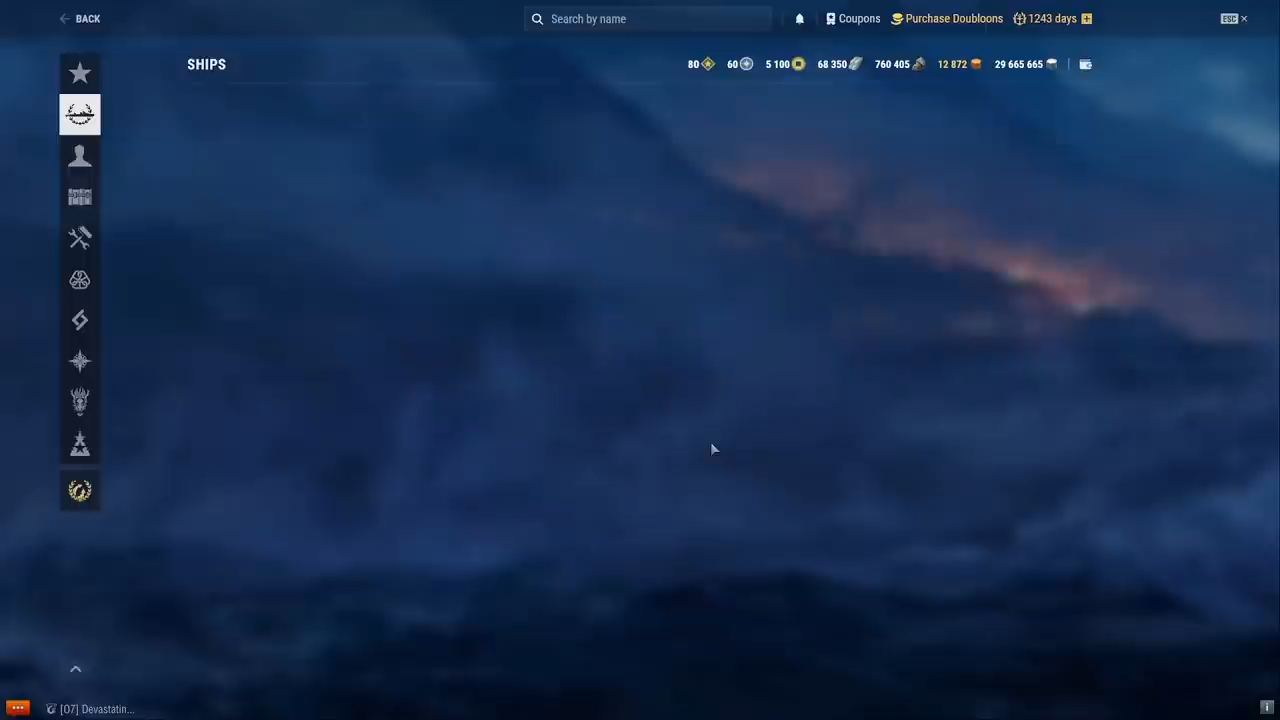 BACK
Search by name
Coupons
Purchase Doubloons
1243 days
ESC ×
SHIPS
80
60
5 100
68 350
760 405
12 872
29 665 665
[07] Devastatin...